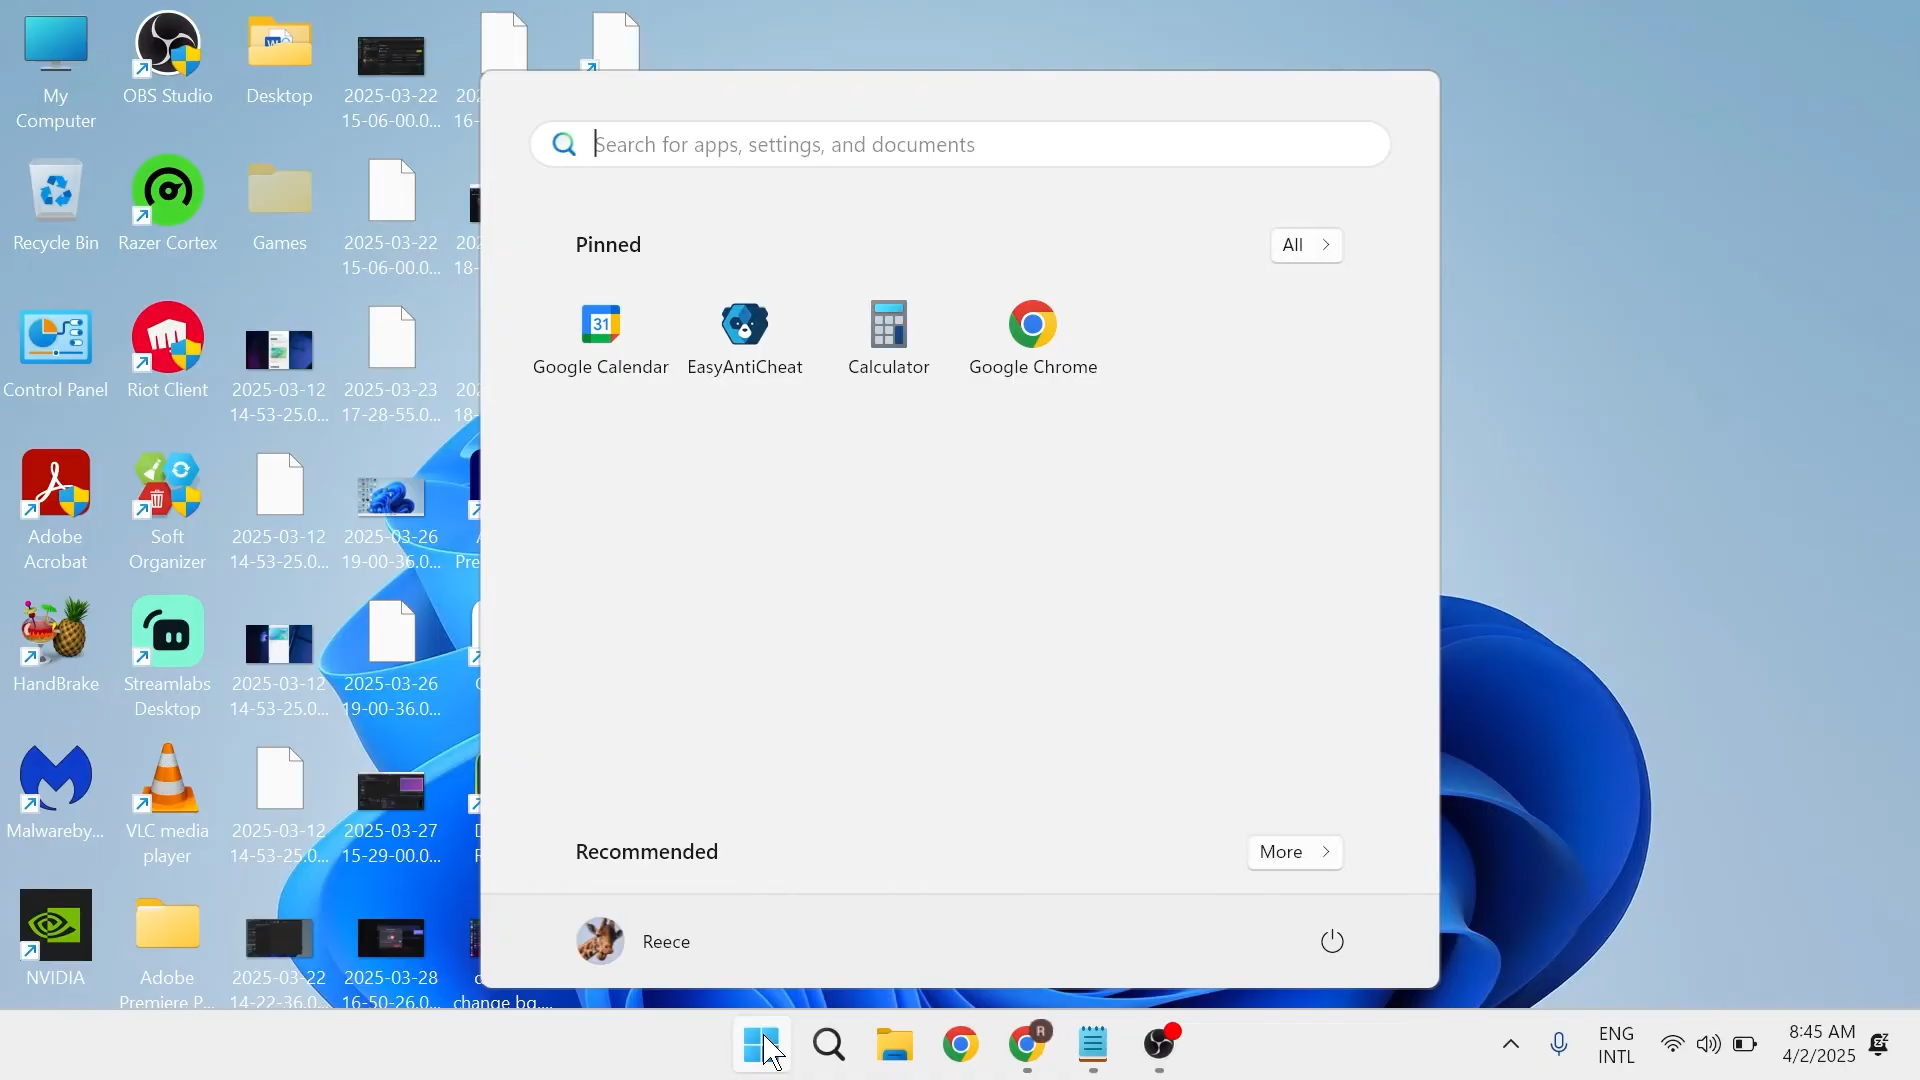 My
Computer
OBS Studio
Desktop
2025-03-22
15-06-00.0...
Search for apps, settings, and documents
Recycle Bin
Razer Cortex
Games
2025-03-22
15-06-00.0...
18-
Pinned
All
Control Panel
Riot Client
2025-03-12
14-53-25.0...
2025-03-23
17-28-55.0...
18-
Google Calendar
EasyAntiCheat
Calculator
Google Chrome
31
Adobe
Acrobat
Soft
Organizer
2025-03-12
14-53-25.0...
2025-03-26
19-00-36.0...
HandBrake
Streamlabs
Desktop
2025-03-12
14-53-25.0...
2025-03-26
19-00-36.0...
Malwareby...
VLC media
player
2025-03-12
14-53-25.0...
2025-03-27
15-29-00.0...
Recommended
More
NVIDIA
Adobe
Premiere P...
2025-03-22
14-22-36.0...
2025-03-28
16-50-26.0...
change bg....
Reece
R
ENG
INTL
8:45 AM
4/2/2025